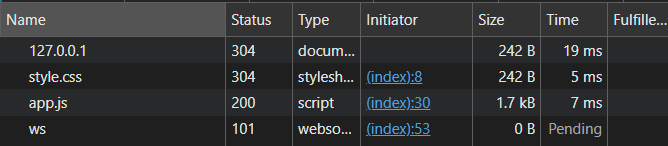 Name Status Type Initiator Size Time Fulfille...
127.0.0.1 304 docum... 242 B 19 ms
style.css 304 stylesh... (index):8 242 B 5 ms
app.js 200 script (index):30 1.7 kB 7 ms
ws 101 webso... (index):53 0 B Pending